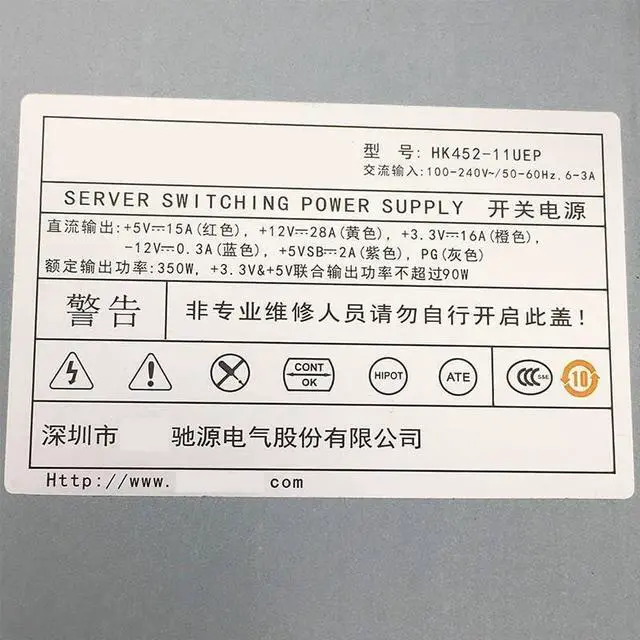 型 号: HK452-11UEP
交流输入:100-240V~/50-60Hz.6-3A
SERVER SWITCHING POWER SUPPLY 开关电源
直流输出: +5V⎓15A(红色), +12V⎓28A(黄色), +3.3V⎓16A(橙色),
-12V⎓0.3A(蓝色), +5VSB⎓2A(紫色), PG(灰色)
额定输出功率: 350W, +3.3V&+5V联合输出功率不超过90W
警告 非专业维修人员请勿自行开启此盖!
CONT OK HIPOT ATE CCC S&E 10
深圳市 驰源电气股份有限公司
Http://www. com